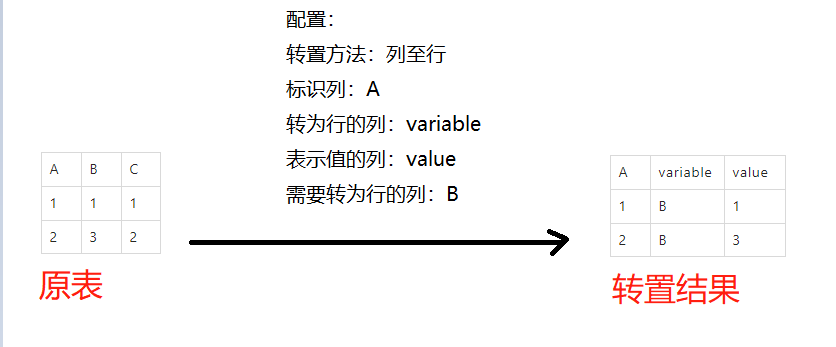 配置：
转置方法：列至行
标识列：A
转为行的列：variable
表示值的列：value
需要转为行的列：B
A B C
1 1 1
2 3 2
原表
A variable value
1 B 1
2 B 3
转置结果